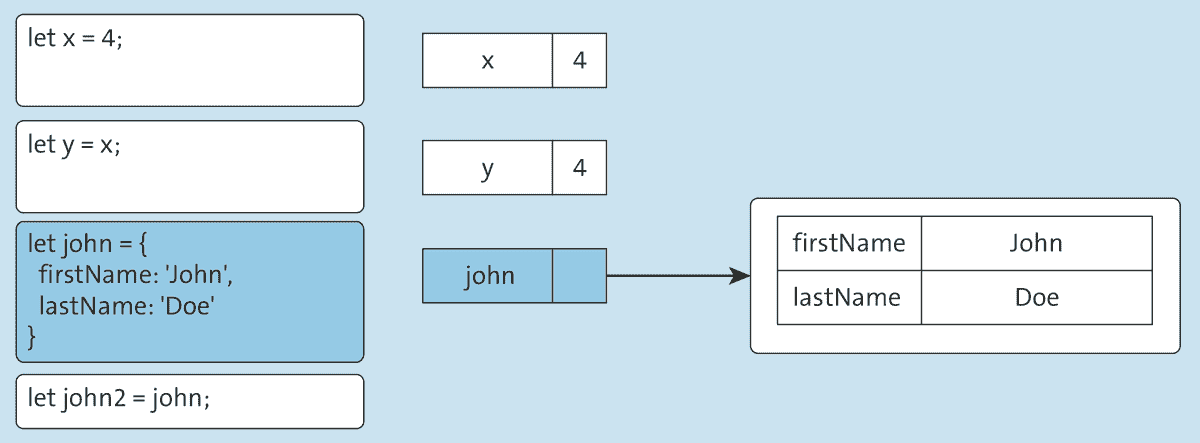 let x = 4;
x 4
let y = x;
y 4
let john = {
firstName: 'John',
lastName: 'Doe'
}
john
firstName John
lastName Doe
let john2 = john;